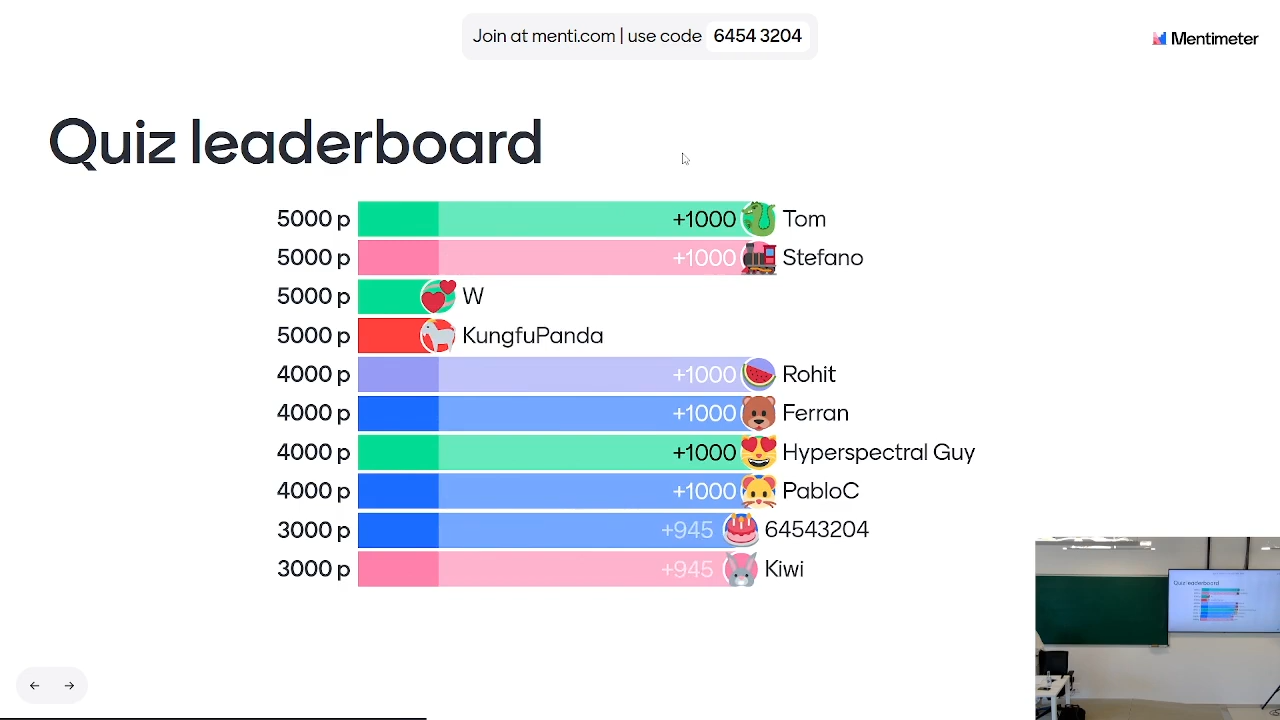 Join at menti.com | use code 6454 3204
Mentimeter
Quiz leaderboard
5000 p +1000 Tom
5000 p +1000 Stefano
5000 p W
5000 p KungfuPanda
4000 p +1000 Rohit
4000 p +1000 Ferran
4000 p +1000 Hyperspectral Guy
4000 p +1000 PabloC
3000 p +945 64543204
3000 p +945 Kiwi
Quiz leaderboard